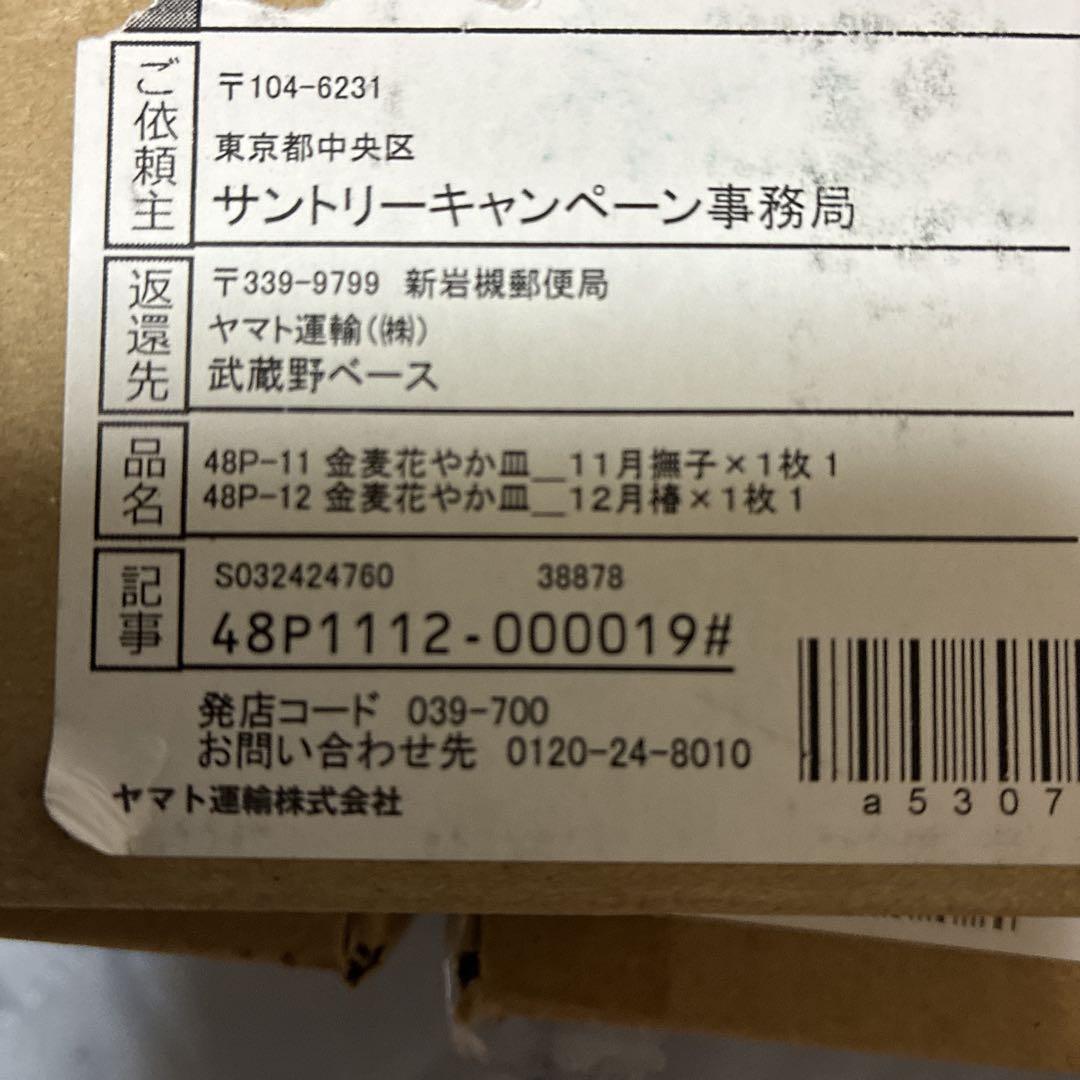 ご依頼主
〒104-6231
東京都中央区
サントリーキャンペーン事務局
返還先
〒339-9799 新岩槻郵便局
ヤマト運輸(㈱)
武蔵野ベース
品名
48P-11 金麦花やか皿__11月撫子×1枚 1
48P-12 金麦花やか皿__12月椿×1枚 1
記事
S032424760 38878
48P1112-000019#
発店コード 039-700
お問い合わせ先 0120-24-8010
ヤマト運輸株式会社
a5307